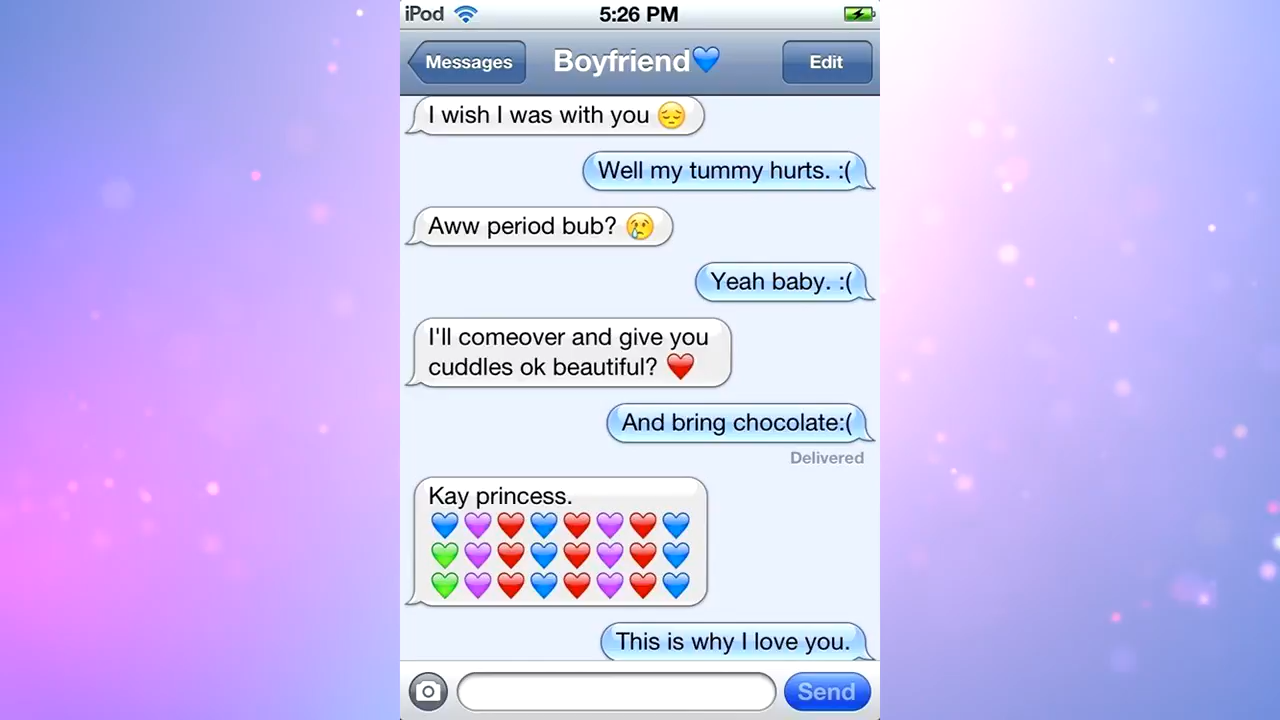 iPod 5:26 PM
Messages Boyfriend💙 Edit
I wish I was with you 😔
Well my tummy hurts. :(
Aww period bub? 😢
Yeah baby. :(
I'll comeover and give you
cuddles ok beautiful? ❤️
And bring chocolate:(
Delivered
Kay princess.
💙💜❤️💙❤️💜❤️💙
💚💜❤️💙❤️💜❤️💙
💚💜❤️💙❤️💜❤️💙
This is why I love you.
Send